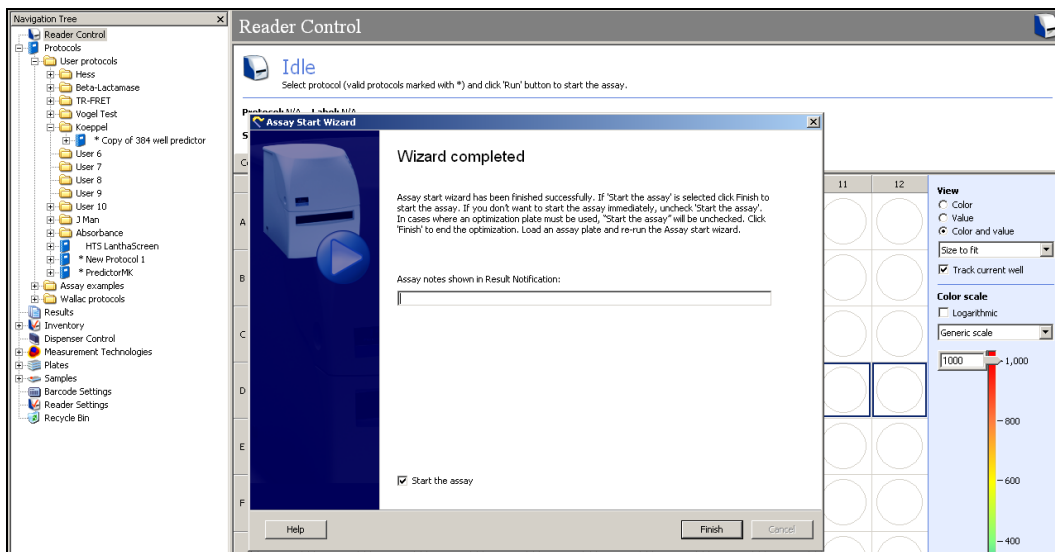 Navigation Tree
Reader Control
Protocols
User protocols
Hess
Beta-Lactamase
TR-FRET
Vogel Test
Koeppel
* Copy of 384 well predictor
User 6
User 7
User 8
User 9
User 10
J Man
Absorbance
HTS LanthaScreen
* New Protocol 1
* PredictorMK
Assay examples
Wallac protocols
Results
Inventory
Dispenser Control
Measurement Technologies
Plates
Samples
Barcode Settings
Reader Settings
Recycle Bin
Reader Control
Idle
Select protocol (valid protocols marked with *) and click 'Run' button to start the assay.
Assay Start Wizard
Wizard completed
Assay start wizard has been finished successfully. If 'Start the assay' is selected click Finish to
start the assay. If you don't want to start the assay immediately, uncheck 'Start the assay'.
In cases where an optimization plate must be used, "Start the assay" will be unchecked. Click
'Finish' to end the optimization. Load an assay plate and re-run the Assay start wizard.
Assay notes shown in Result Notification:
Start the assay
Help
Finish
Cancel
A
B
C
D
E
F
11
12
View
Color
Value
Color and value
Size to fit
Track current well
Color scale
Logarithmic
Generic scale
1000
1,000
800
600
400